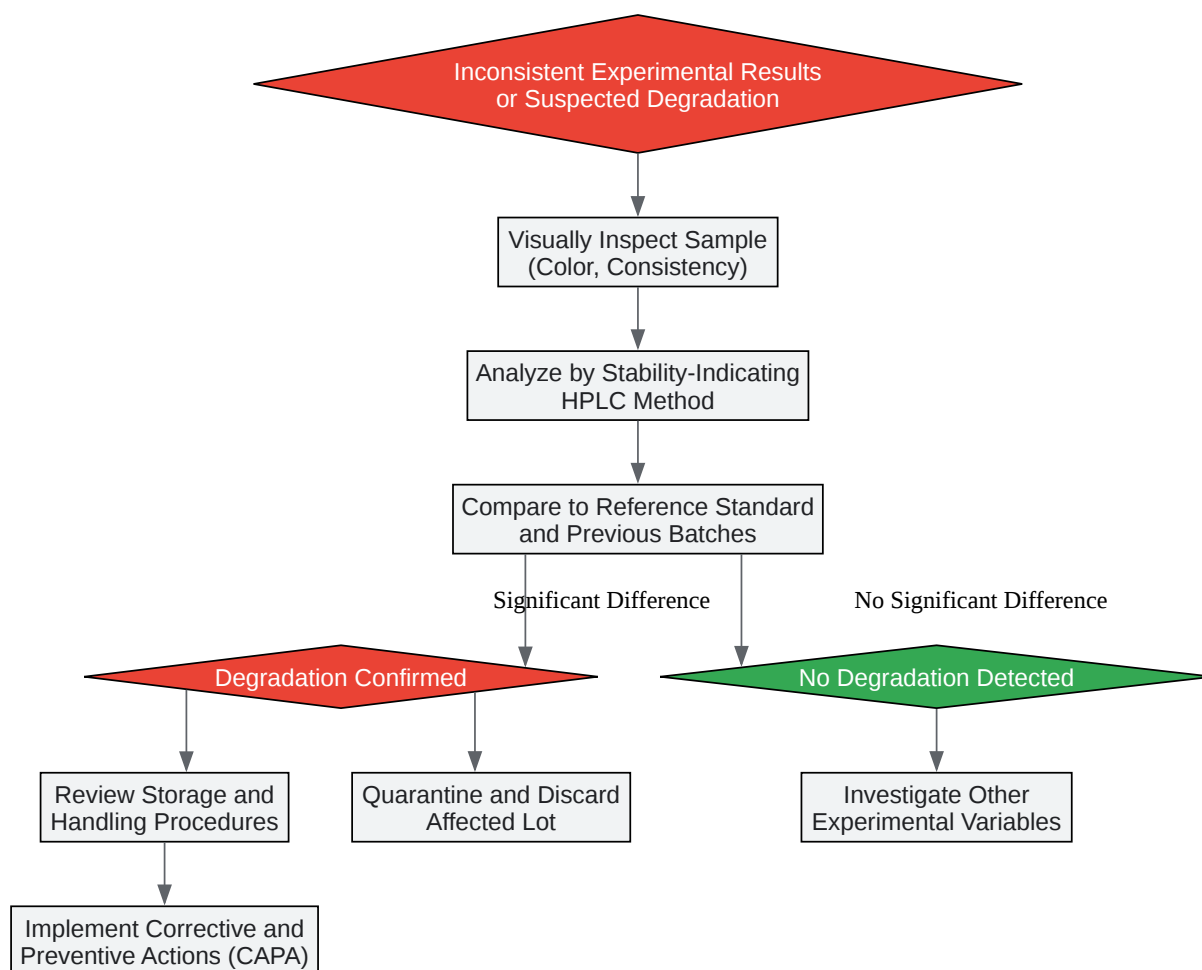 Inconsistent Experimental Results
or Suspected Degradation
Visually Inspect Sample
(Color, Consistency)
Analyze by Stability-Indicating
HPLC Method
Compare to Reference Standard
and Previous Batches
Significant Difference
No Significant Difference
Degradation Confirmed
No Degradation Detected
Review Storage and
Handling Procedures
Quarantine and Discard
Affected Lot
Investigate Other
Experimental Variables
Implement Corrective and
Preventive Actions (CAPA)